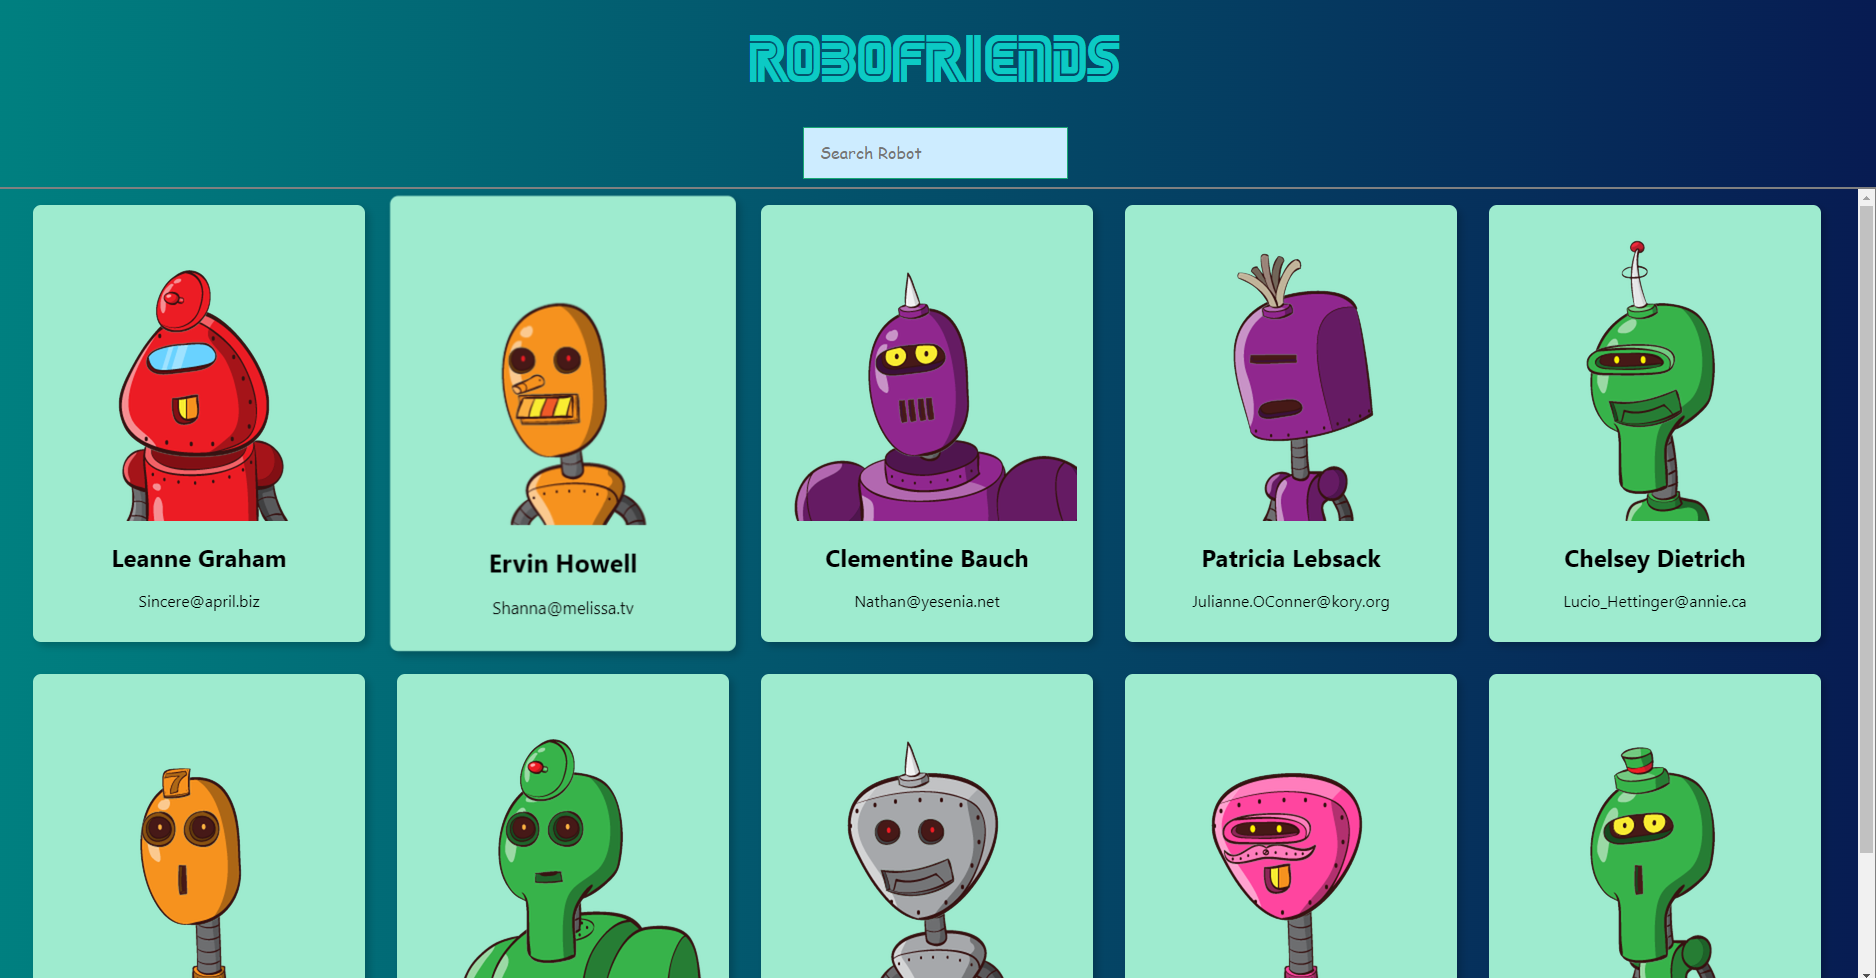 ROBOFRIENDS
Search Robot
Leanne Graham
Sincere@april.biz
Ervin Howell
Shanna@melissa.tv
Clementine Bauch
Nathan@yesenia.net
Patricia Lebsack
Julianne.OConner@kory.org
Chelsey Dietrich
Lucio_Hettinger@annie.ca
7